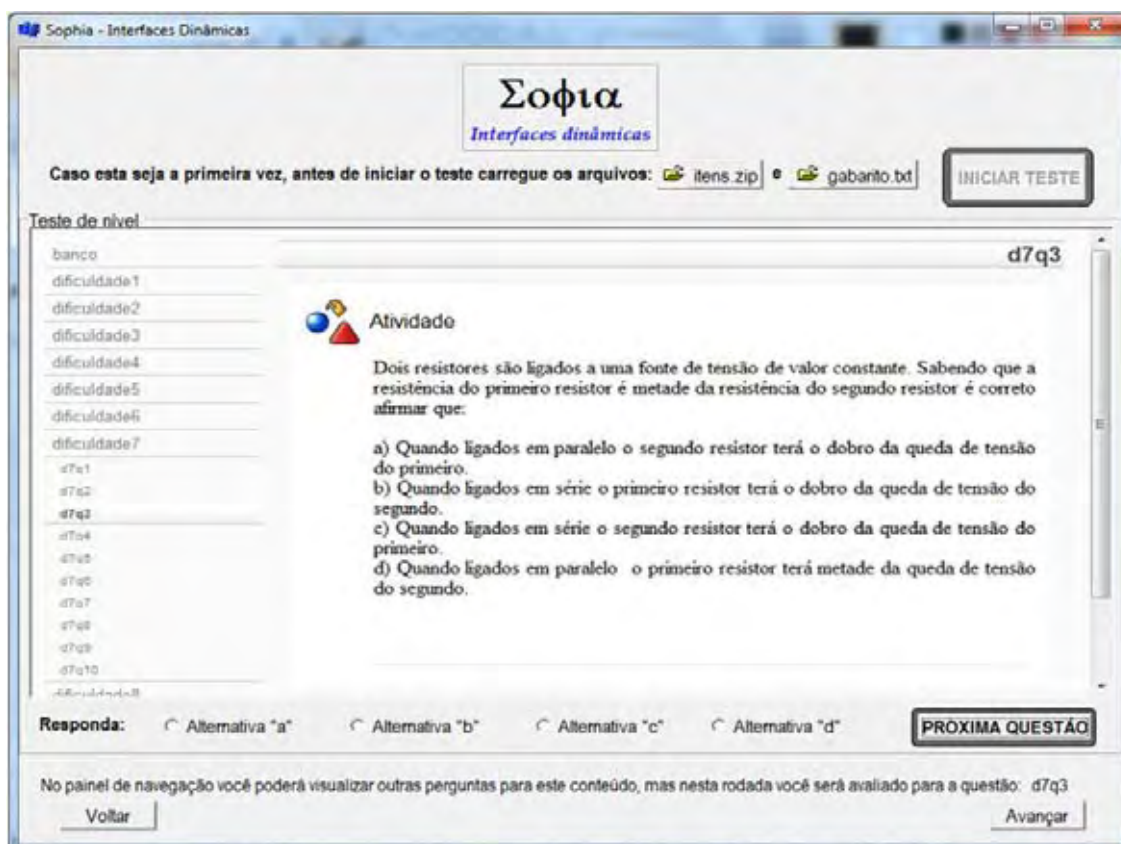 Sophia - Interfaces Dinâmicas
Σοφια
Interfaces dinâmicas
Caso esta seja a primeira vez, antes de iniciar o teste carregue os arquivos: itens.zip e gabarito.txt INICIAR TESTE
Teste de nível
banco
dificuldade1
dificuldade2
dificuldade3
dificuldade4
dificuldade5
dificuldade6
dificuldade7
d7q1
d7q2
d7q3
d7q4
d7q5
d7q6
d7q7
d7q8
d7q9
d7q10
dificuldade8
d7q3
Atividade
Dois resistores são ligados a uma fonte de tensão de valor constante. Sabendo que a
resistência do primeiro resistor é metade da resistência do segundo resistor é correto
afirmar que:
a) Quando ligados em paralelo o segundo resistor terá o dobro da queda de tensão
do primeiro.
b) Quando ligados em série o primeiro resistor terá o dobro da queda de tensão do
segundo.
c) Quando ligados em série o segundo resistor terá o dobro da queda de tensão do
primeiro.
d) Quando ligados em paralelo o primeiro resistor terá metade da queda de tensão
do segundo.
Responda: Alternativa "a" Alternativa "b" Alternativa "c" Alternativa "d" PRÓXIMA QUESTÃO
No painel de navegação você poderá visualizar outras perguntas para este conteúdo, mas nesta rodada você será avaliado para a questão: d7q3
Voltar Avançar